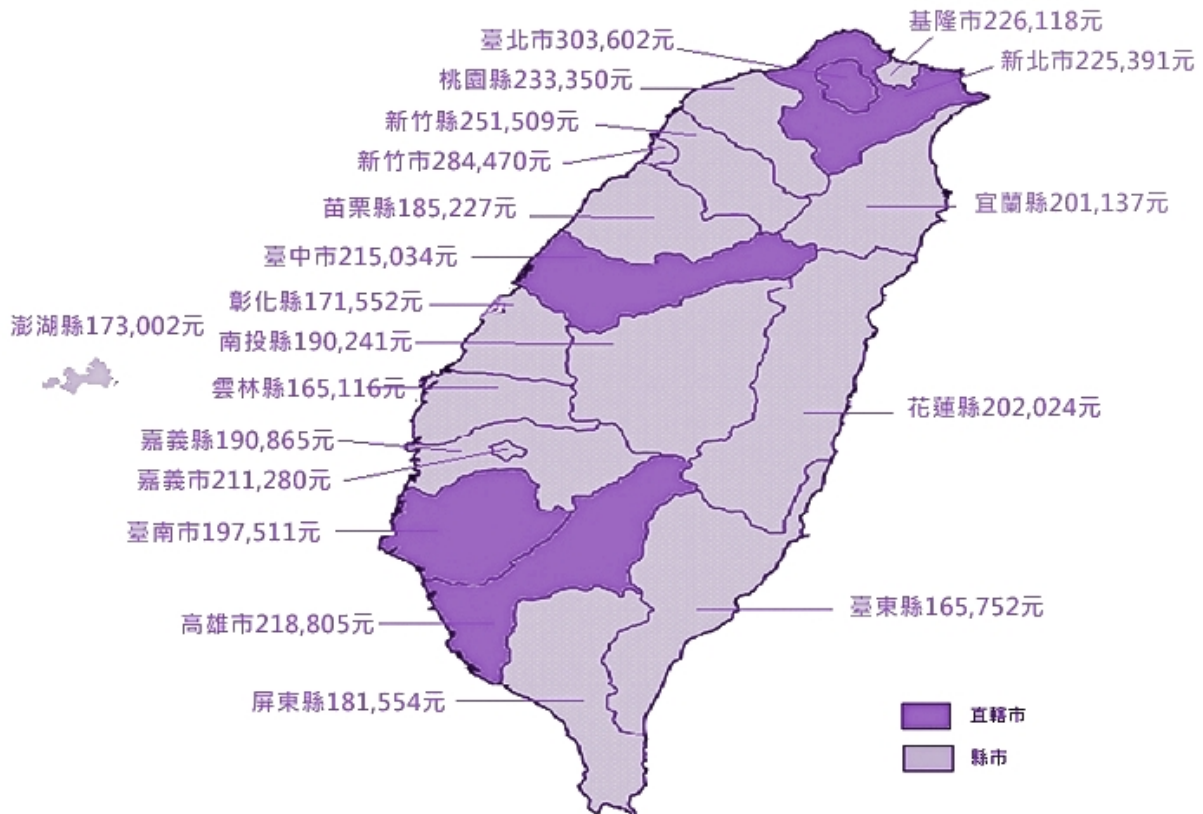 基隆市226,118元
臺北市303,602元
新北市225,391元
桃園縣233,350元
新竹縣251,509元
新竹市284,470元
苗栗縣185,227元
宜蘭縣201,137元
臺中市215,034元
彰化縣171,552元
澎湖縣173,002元
南投縣190,241元
雲林縣165,116元
花蓮縣202,024元
嘉義縣190,865元
嘉義市211,280元
臺南市197,511元
臺東縣165,752元
高雄市218,805元
屏東縣181,554元
直轄市
縣市